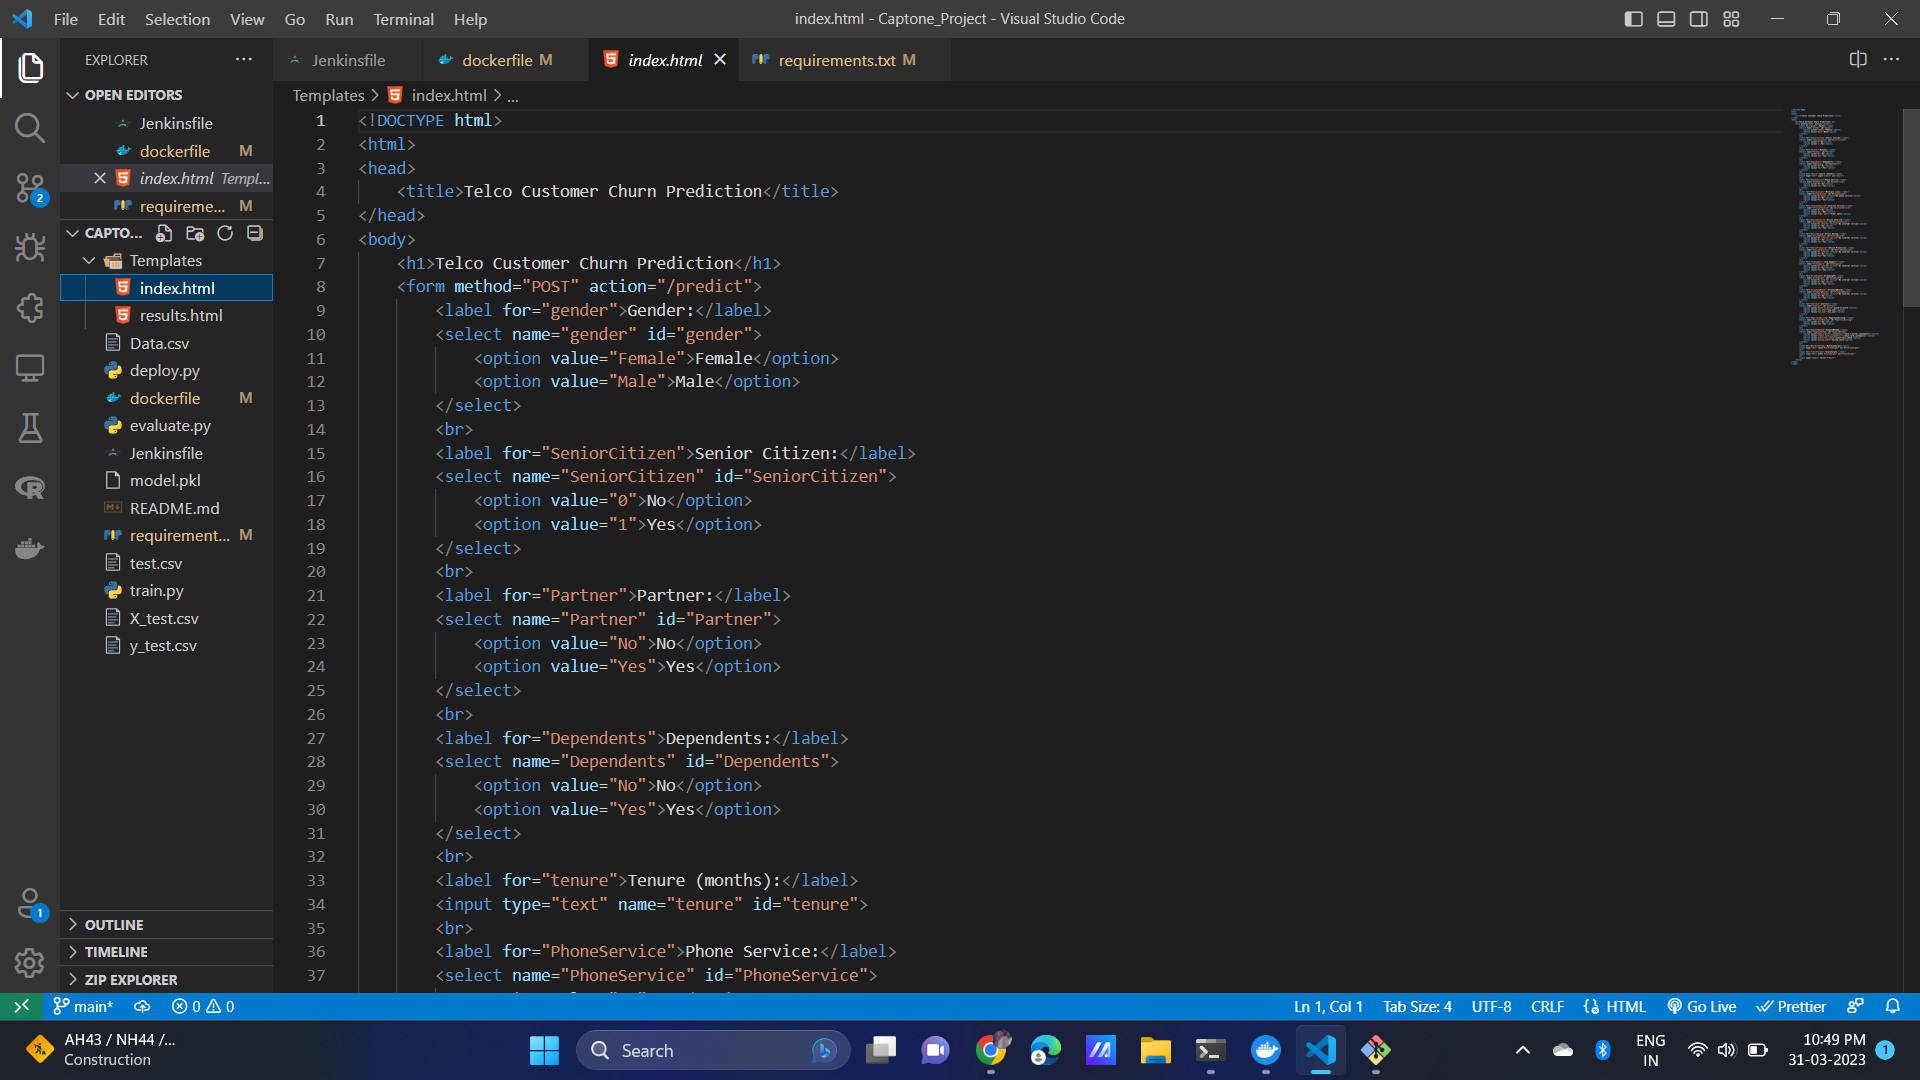 File Edit Selection View Go Run Terminal Help
index.html - Captone_Project - Visual Studio Code
EXPLORER
Jenkinsfile
dockerfile M
index.html
requirements.txt M
OPEN EDITORS
Jenkinsfile
dockerfile M
index.html Templ...
requireme... M
CAPTO...
Templates
index.html
results.html
Data.csv
deploy.py
dockerfile M
evaluate.py
Jenkinsfile
model.pkl
README.md
requirement... M
test.csv
train.py
X_test.csv
y_test.csv
OUTLINE
TIMELINE
ZIP EXPLORER
2
1
Templates > index.html > ...
1 <!DOCTYPE html>
2 <html>
3 <head>
4 <title>Telco Customer Churn Prediction</title>
5 </head>
6 <body>
7 <h1>Telco Customer Churn Prediction</h1>
8 <form method="POST" action="/predict">
9 <label for="gender">Gender:</label>
10 <select name="gender" id="gender">
11 <option value="Female">Female</option>
12 <option value="Male">Male</option>
13 </select>
14 <br>
15 <label for="SeniorCitizen">Senior Citizen:</label>
16 <select name="SeniorCitizen" id="SeniorCitizen">
17 <option value="0">No</option>
18 <option value="1">Yes</option>
19 </select>
20 <br>
21 <label for="Partner">Partner:</label>
22 <select name="Partner" id="Partner">
23 <option value="No">No</option>
24 <option value="Yes">Yes</option>
25 </select>
26 <br>
27 <label for="Dependents">Dependents:</label>
28 <select name="Dependents" id="Dependents">
29 <option value="No">No</option>
30 <option value="Yes">Yes</option>
31 </select>
32 <br>
33 <label for="tenure">Tenure (months):</label>
34 <input type="text" name="tenure" id="tenure">
35 <br>
36 <label for="PhoneService">Phone Service:</label>
37 <select name="PhoneService" id="PhoneService">
main* 0 0
Ln 1, Col 1 Tab Size: 4 UTF-8 CRLF {} HTML Go Live Prettier
AH43 / NH44 /...
Construction
Search
ENG
IN
10:49 PM
31-03-2023
1